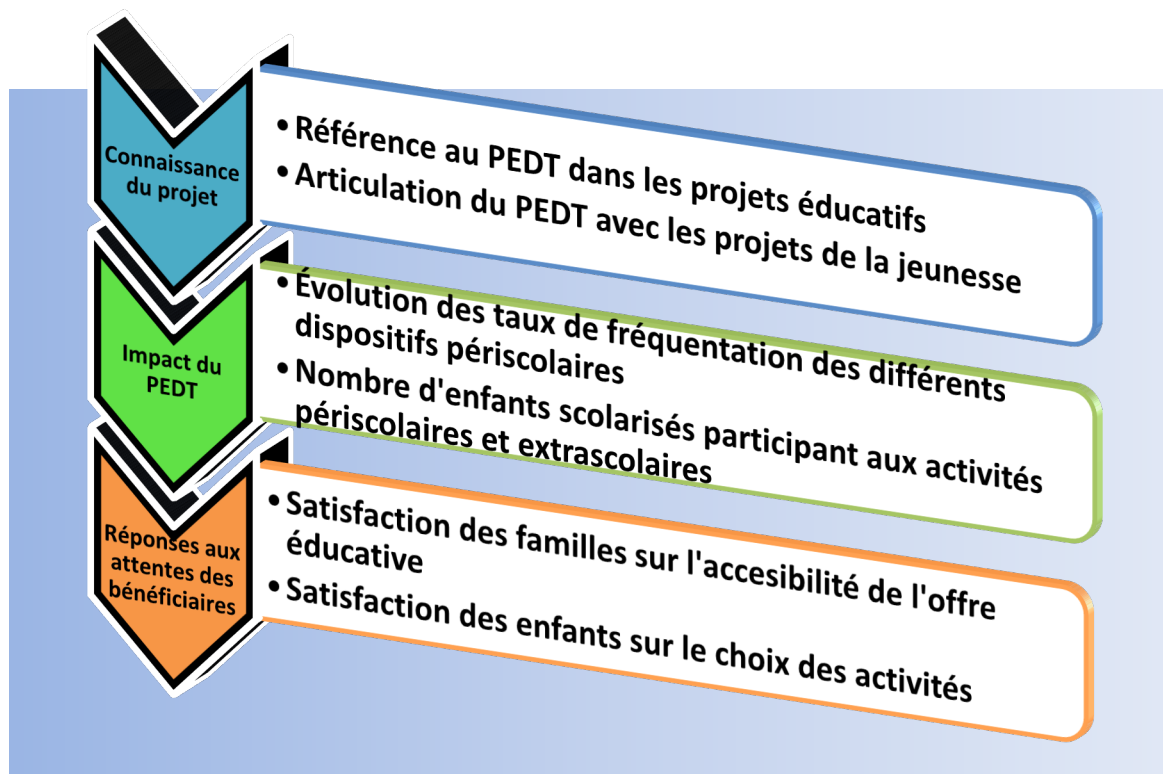 Connaissance
du projet
• Référence au PEDT dans les projets éducatifs
• Articulation du PEDT avec les projets de la jeunesse
Impact du
PEDT
• Évolution des taux de fréquentation des différents
dispositifs périscolaires
• Nombre d'enfants scolarisés participant aux activités
périscolaires et extrascolaires
Réponses aux
attentes des
bénéficiaires
• Satisfaction des familles sur l'accesibilité de l'offre
éducative
• Satisfaction des enfants sur le choix des activités